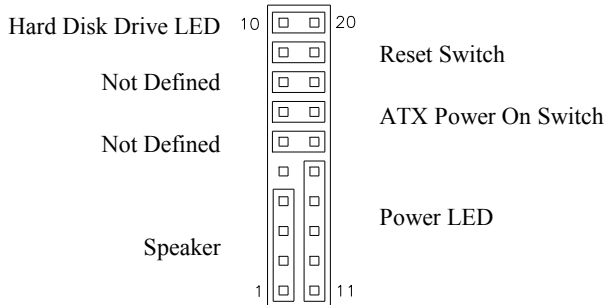 Hard Disk Drive LED 10 20
Reset Switch
Not Defined
ATX Power On Switch
Not Defined
Power LED
Speaker
1 11